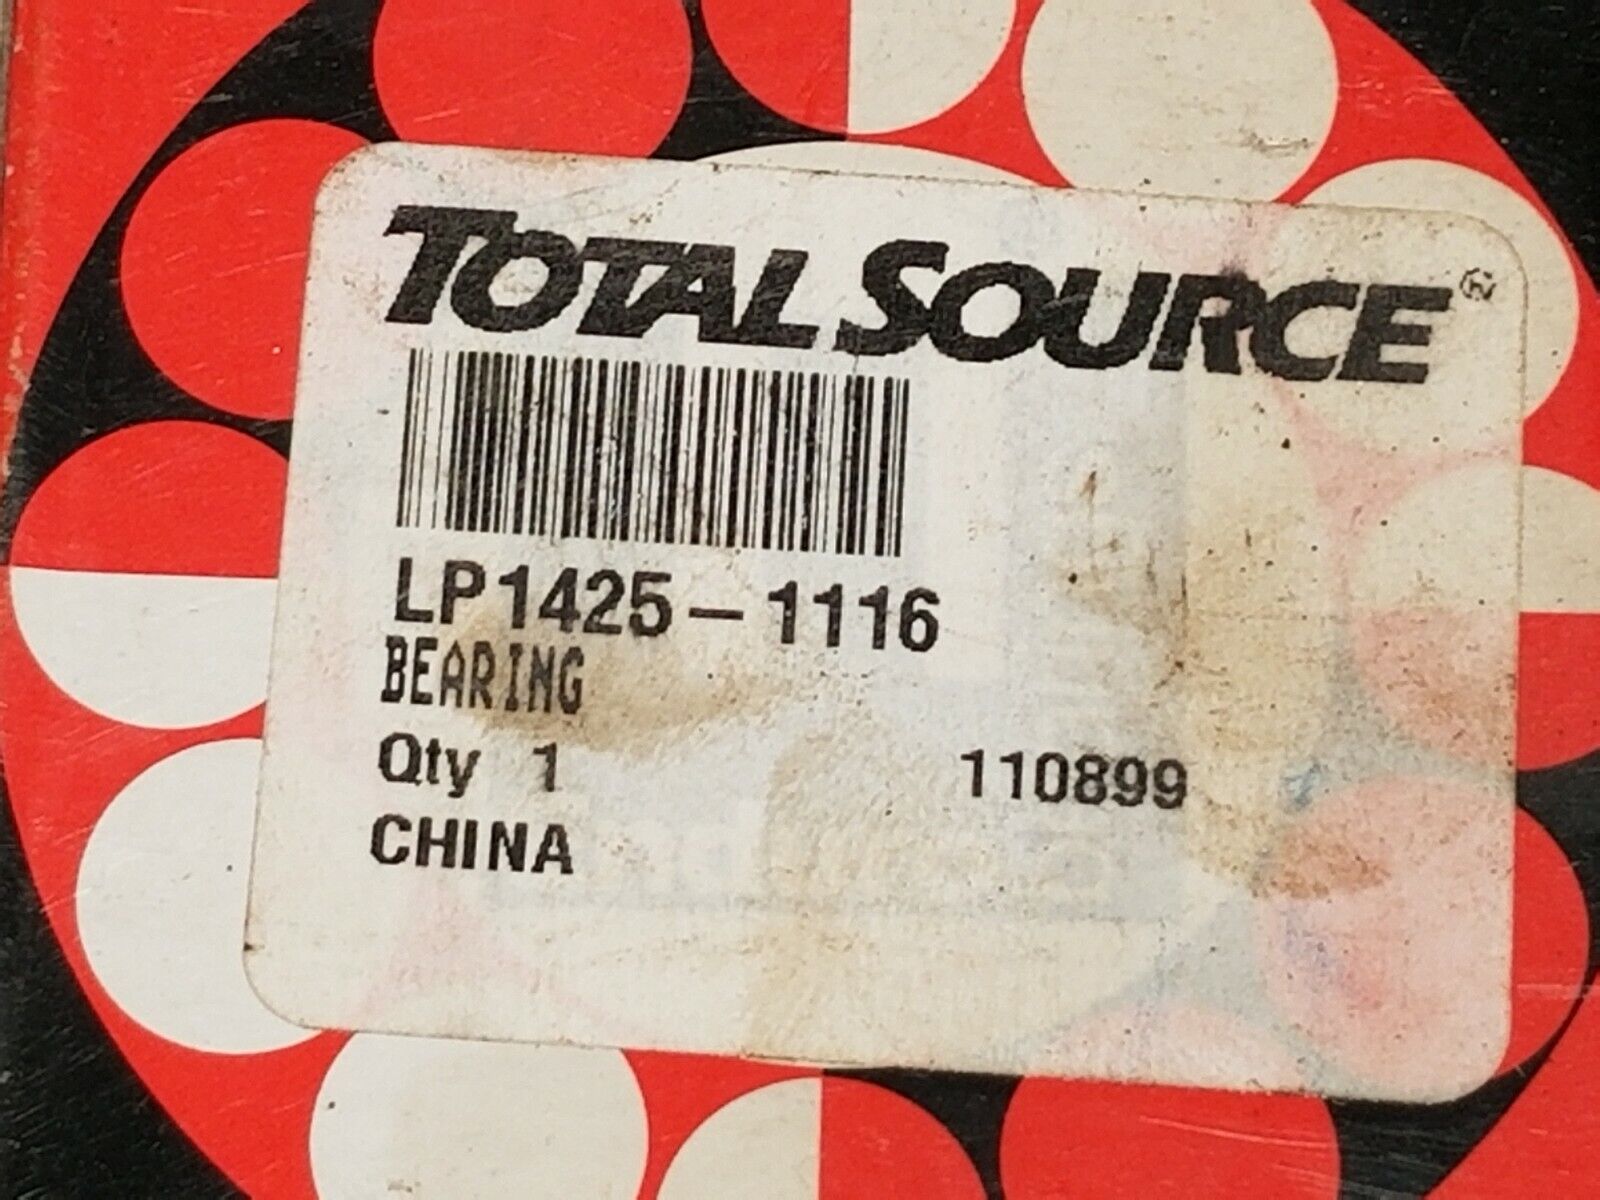 TOTAL SOURCE®
LP1425-1116
BEARING
Qty 1 110899
CHINA